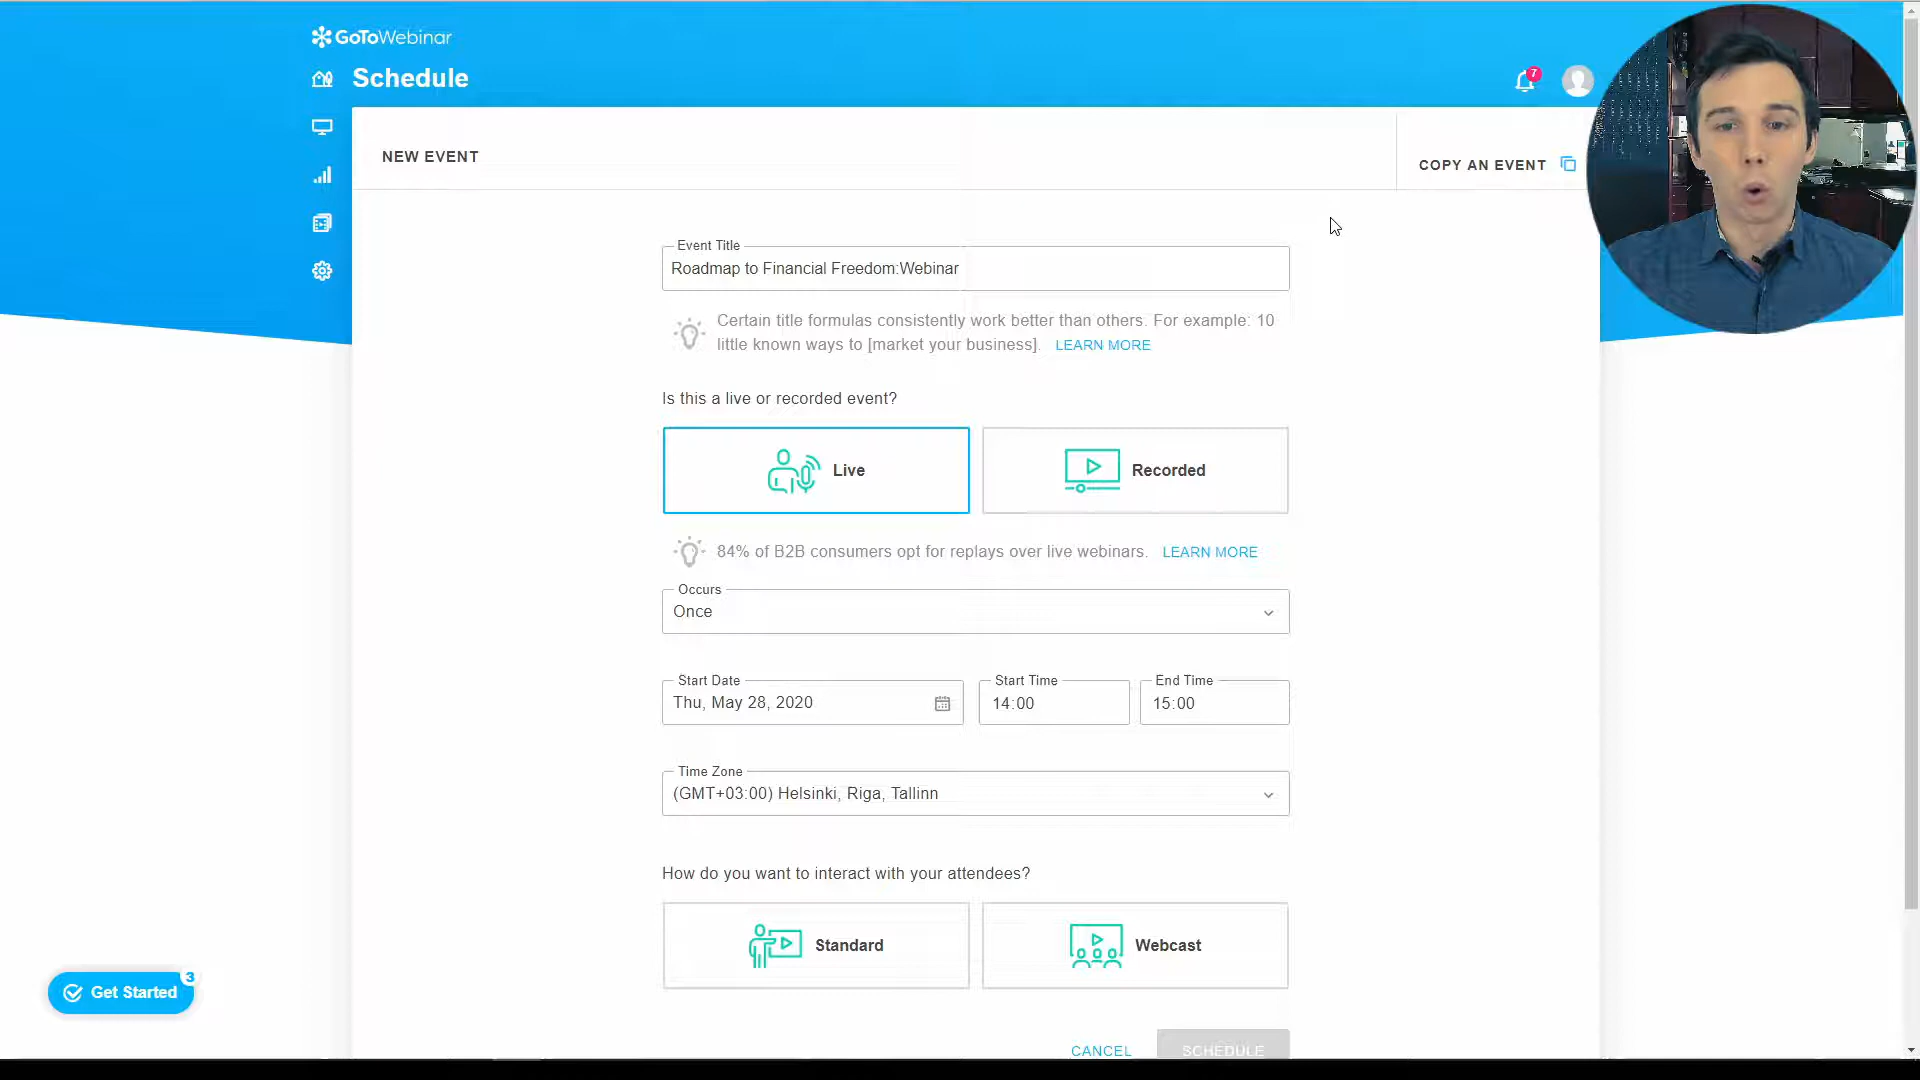 GoToWebinar
Schedule
7
NEW EVENT
COPY AN EVENT
Event Title
Roadmap to Financial Freedom:Webinar
Certain title formulas consistently work better than others. For example: 10
little known ways to [market your business]. LEARN MORE
Is this a live or recorded event?
Live
Recorded
84% of B2B consumers opt for replays over live webinars. LEARN MORE
Occurs
Once
Start Date
Thu, May 28, 2020
Start Time
14:00
End Time
15:00
Time Zone
(GMT+03:00) Helsinki, Riga, Tallinn
How do you want to interact with your attendees?
Standard
Webcast
Get Started
3
CANCEL
SCHEDULE